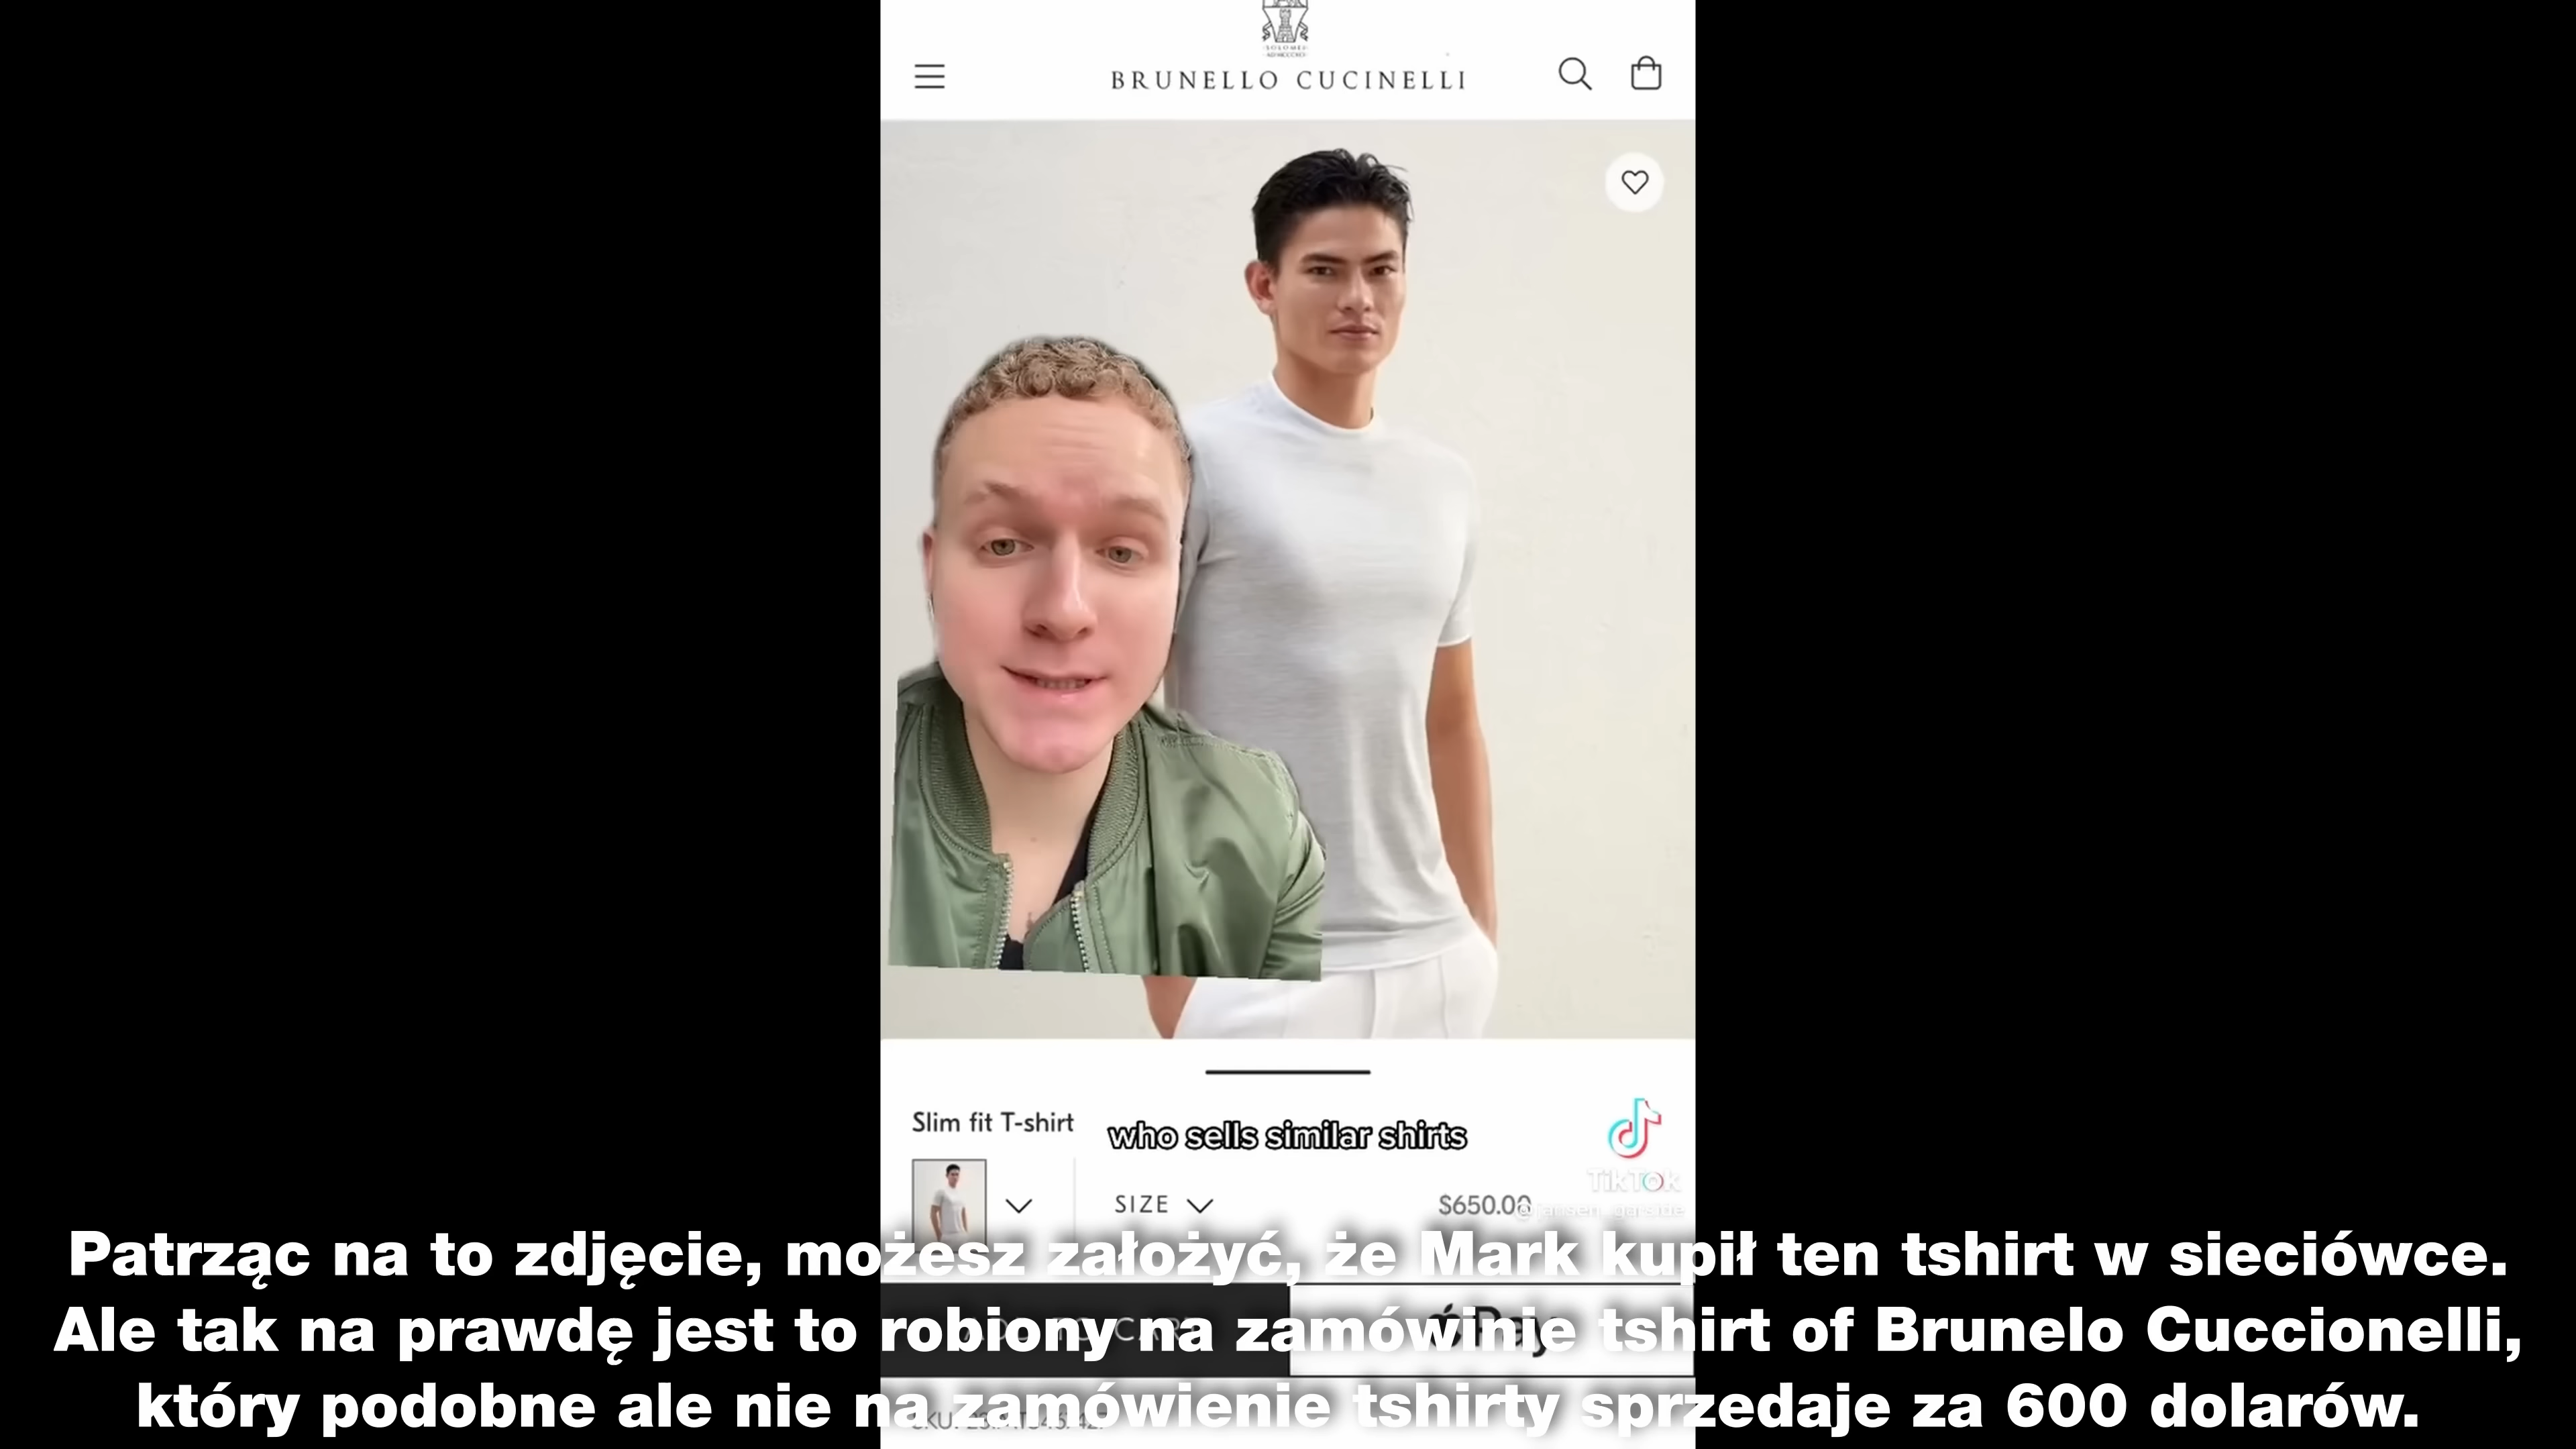 BRUNELLO CUCINELLI
Slim fit T-shirt
who sells similar shirts
TikTok
SIZE
$650.00
Patrząc na to zdjęcie, możesz założyć, że Mark kupił ten tshirt w sieciówce.
Ale tak na prawdę jest to robiony na zamówinie tshirt of Brunelo Cuccionelli,
który podobne ale nie na zamówienie tshirty sprzedaje za 600 dolarów.